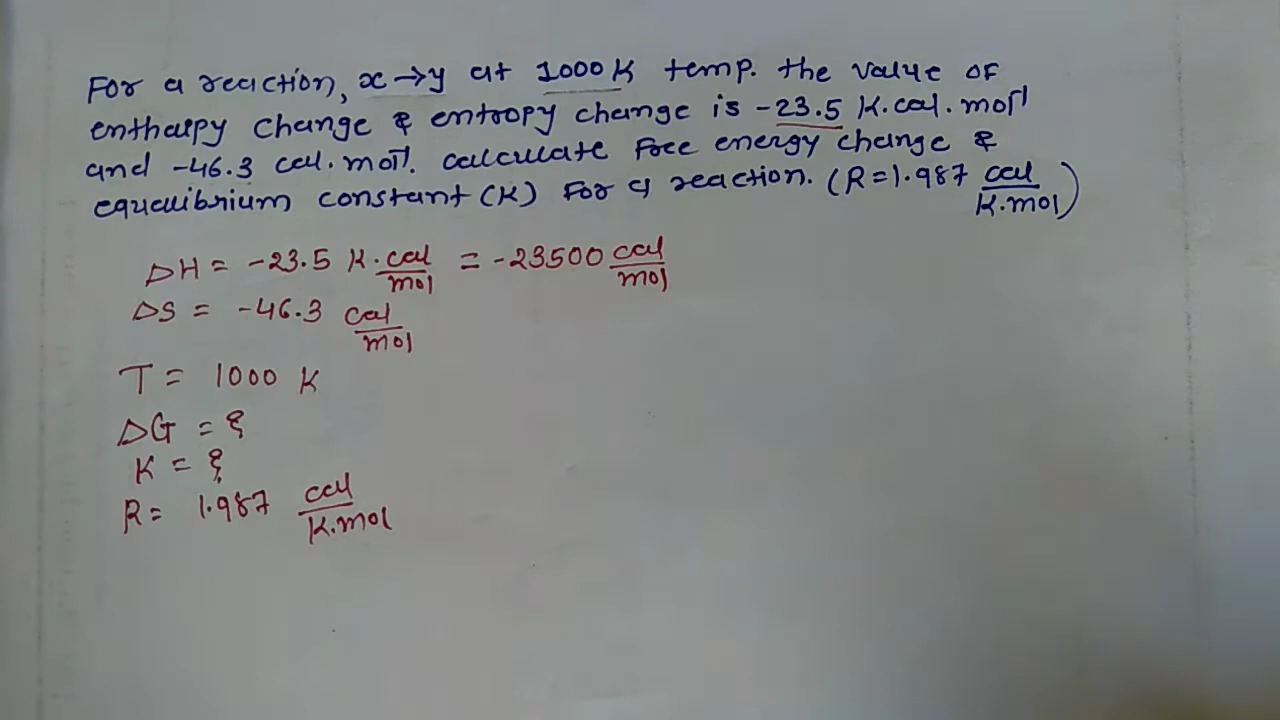 For a reaction, x → y at 1000 K temp. the value of
enthalpy change & entropy change is -23.5 K.cal.mol⁻¹
and -46.3 cal.mol⁻¹. calculate free energy change &
equilibrium constant (K) for a reaction. (R = 1.987 cal/K.mol)
ΔH = -23.5 K.cal/mol = -23500 cal/mol
ΔS = -46.3 cal/mol
T = 1000 K
ΔG = ?
K = ?
R = 1.987 cal/K.mol